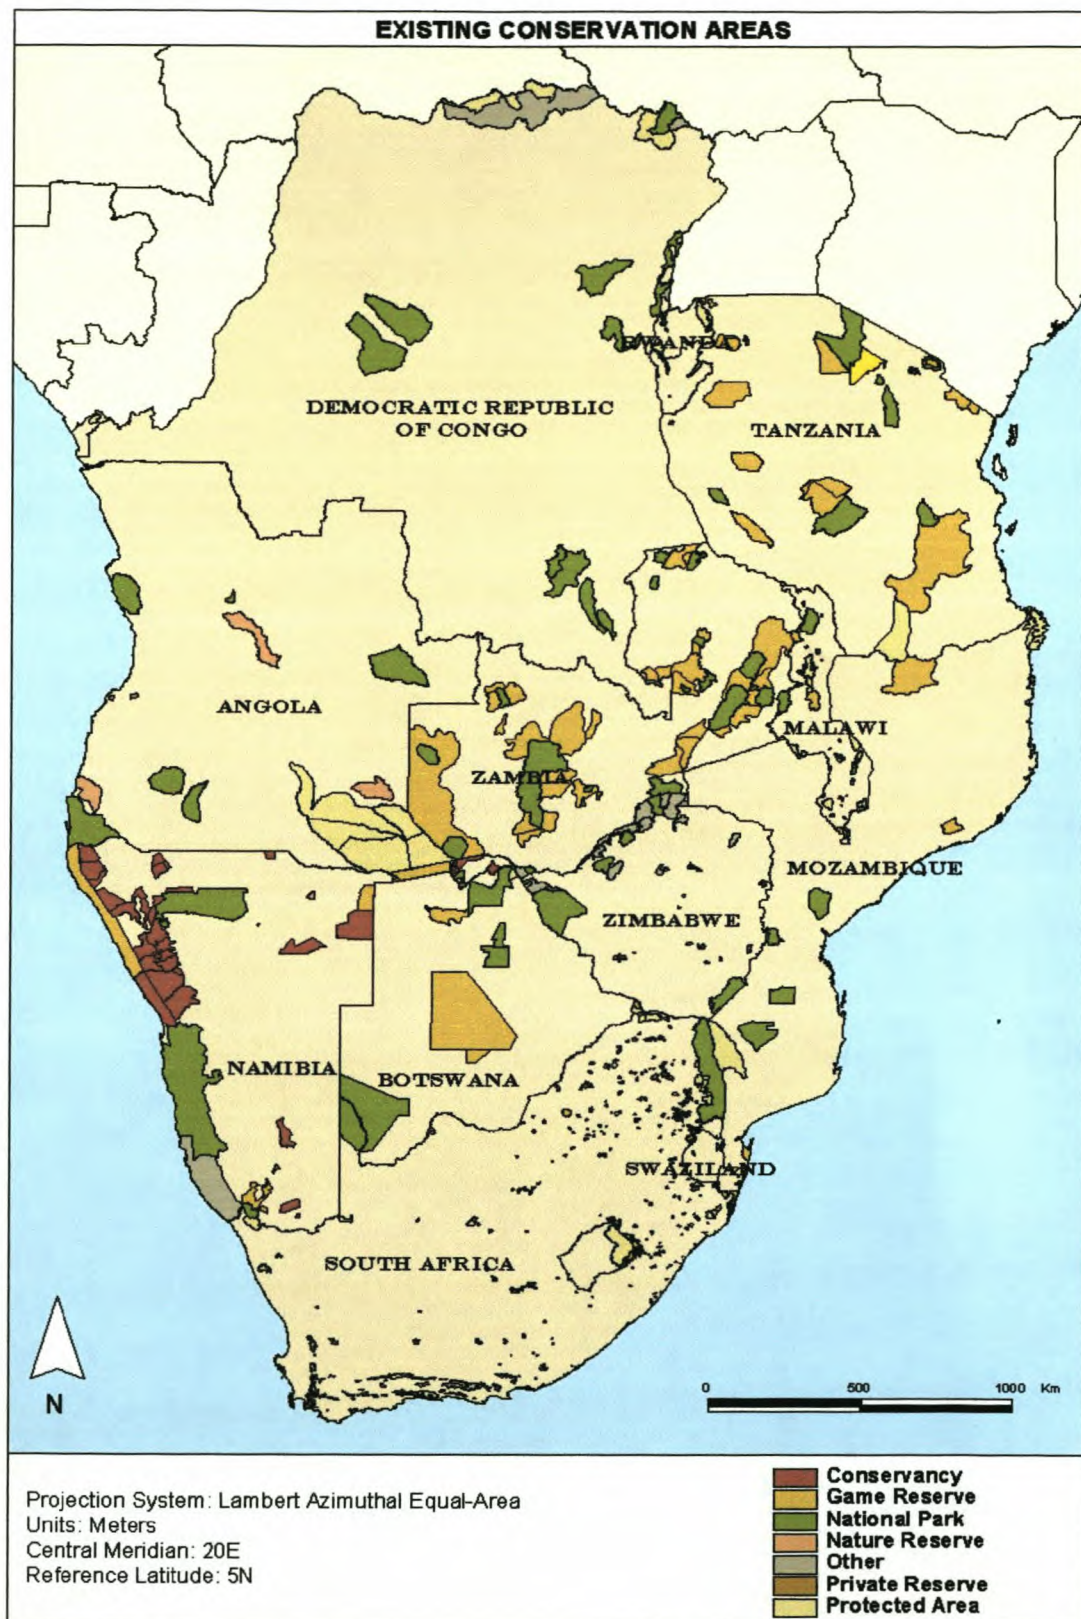 EXISTING CONSERVATION AREAS
RWANDA
DEMOCRATIC REPUBLIC
OF CONGO
TANZANIA
ANGOLA
MALAWI
ZAMBIA
MOZAMBIQUE
ZIMBABWE
NAMIBIA
BOTSWANA
SWAZILAND
SOUTH AFRICA
N
0 500 1000 Km
Projection System: Lambert Azimuthal Equal-Area
Units: Meters
Central Meridian: 20E
Reference Latitude: 5N
Conservancy
Game Reserve
National Park
Nature Reserve
Other
Private Reserve
Protected Area